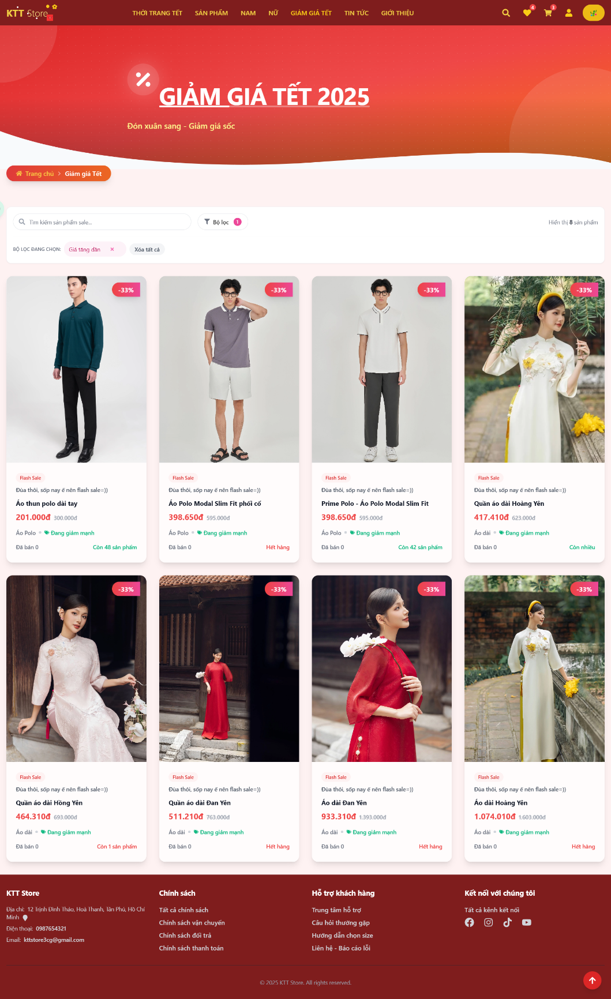 KTT Store
THỜI TRANG TẾT
SẢN PHẨM
NAM
NỮ
GIẢM GIÁ TẾT
TIN TỨC
GIỚI THIỆU
4
3
GIẢM GIÁ TẾT 2025
Đón xuân sang - Giảm giá sốc
Trang chủ > Giảm giá Tết
Tìm kiếm sản phẩm sale...
Bộ lọc 1
Hiển thị 8 sản phẩm
BỘ LỌC ĐANG CHỌN: Giá tăng dần × Xóa tất cả
-33%
Flash Sale
Đùa thôi, sốp nay ế nên flash sale=))
Áo thun polo dài tay
201.000đ 300.000đ
Áo Polo • Đang giảm mạnh
Đã bán 0 Còn 48 sản phẩm
-33%
Flash Sale
Đùa thôi, sốp nay ế nên flash sale=))
Áo Polo Modal Slim Fit phối cổ
398.650đ 595.000đ
Áo Polo • Đang giảm mạnh
Đã bán 0 Hết hàng
-33%
Flash Sale
Đùa thôi, sốp nay ế nên flash sale=))
Prime Polo - Áo Polo Modal Slim Fit
398.650đ 595.000đ
Áo Polo • Đang giảm mạnh
Đã bán 0 Còn 42 sản phẩm
-33%
Flash Sale
Đùa thôi, sốp nay ế nên flash sale=))
Quần áo dài Hoàng Yên
417.410đ 623.000đ
Áo dài • Đang giảm mạnh
Đã bán 0 Còn nhiều
-33%
Flash Sale
Đùa thôi, sốp nay ế nên flash sale=))
Quần áo dài Hồng Yên
464.310đ 693.000đ
Áo dài • Đang giảm mạnh
Đã bán 0 Còn 1 sản phẩm
-33%
Flash Sale
Đùa thôi, sốp nay ế nên flash sale=))
Quần áo dài Đan Yên
511.210đ 763.000đ
Áo dài • Đang giảm mạnh
Đã bán 0 Hết hàng
-33%
Flash Sale
Đùa thôi, sốp nay ế nên flash sale=))
Áo dài Đan Yên
933.310đ 1.393.000đ
Áo dài • Đang giảm mạnh
Đã bán 0 Hết hàng
-33%
Flash Sale
Đùa thôi, sốp nay ế nên flash sale=))
Áo dài Hoàng Yên
1.074.010đ 1.603.000đ
Áo dài • Đang giảm mạnh
Đã bán 0 Hết hàng
KTT Store
Địa chỉ: 12 Trịnh Đình Thảo, Hoà Thanh, Tân Phú, Hồ Chí
Minh
Điện thoại: 0987654321
Email: kttstore3cg@gmail.com
Chính sách
Tất cả chính sách
Chính sách vận chuyển
Chính sách đổi trả
Chính sách thanh toán
Hỗ trợ khách hàng
Trung tâm hỗ trợ
Câu hỏi thường gặp
Hướng dẫn chọn size
Liên hệ - Báo cáo lỗi
Kết nối với chúng tôi
Tất cả kênh kết nối
© 2025 KTT Store. All rights reserved.